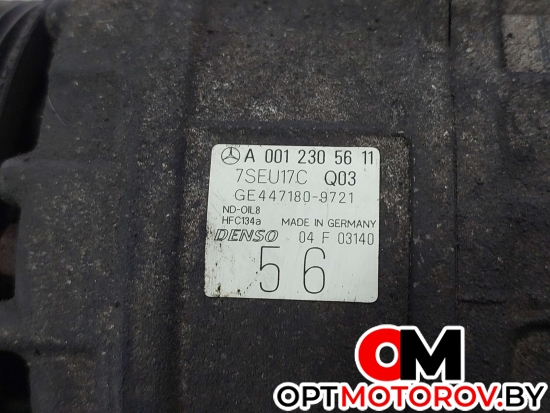 A 001 230 56 11
7SEU17C Q03
GE447180-9721
ND-OIL8
HFC134a MADE IN GERMANY
DENSO 04 F 03140
56
OM
OPTMOTOROV.BY